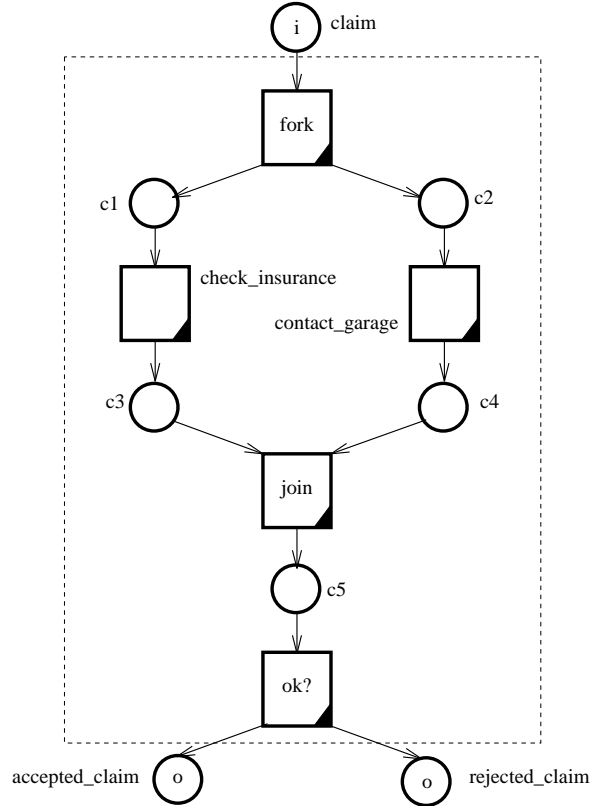 i
claim
fork
c1
c2
check_insurance
contact_garage
c3
c4
join
c5
ok?
accepted_claim
o
o
rejected_claim